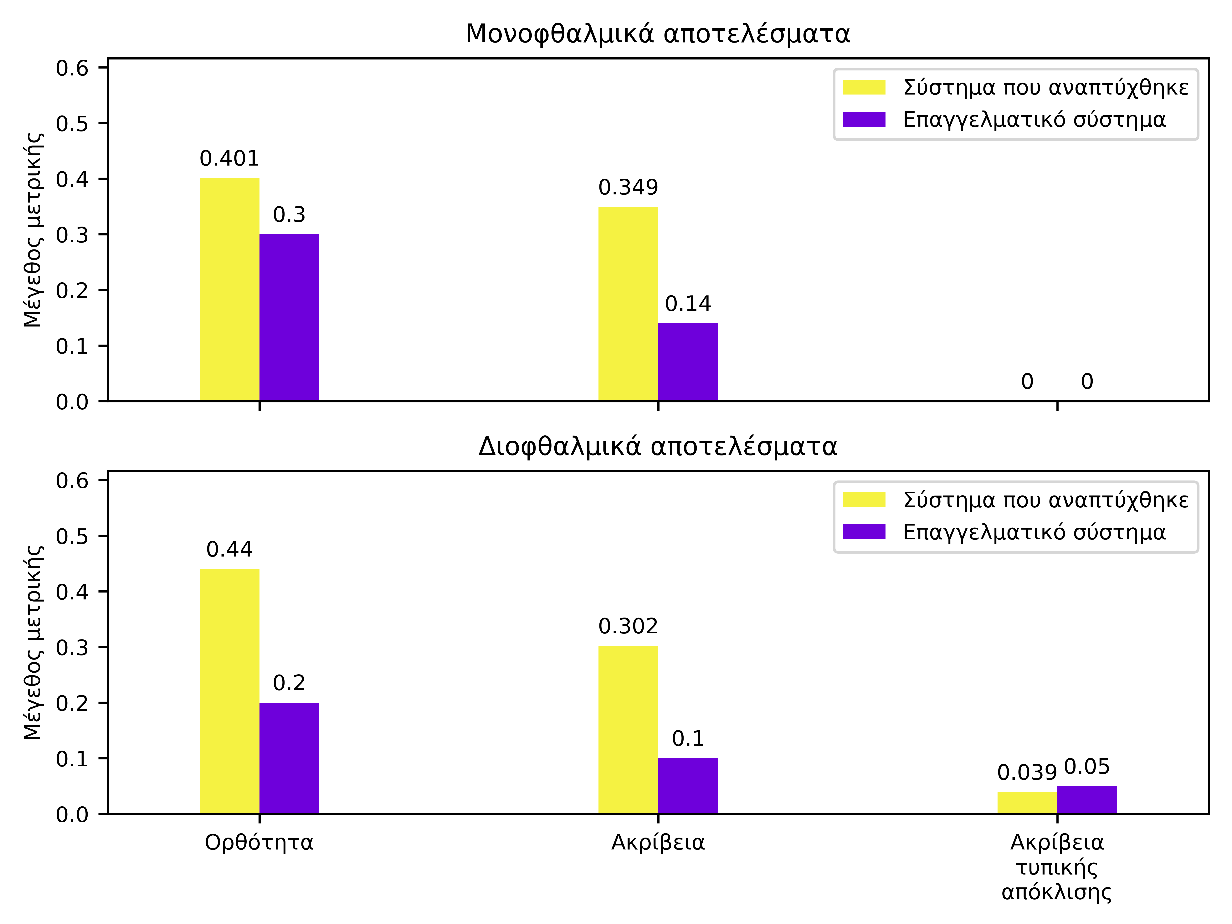 Μονοφθαλμικά αποτελέσματα
Μέγεθος μετρικής
0.6
0.5
0.4
0.3
0.2
0.1
0.0
Σύστημα που αναπτύχθηκε
Επαγγελματικό σύστημα
0.401
0.3
0.349
0.14
0
0
Διοφθαλμικά αποτελέσματα
Μέγεθος μετρικής
0.6
0.5
0.4
0.3
0.2
0.1
0.0
Σύστημα που αναπτύχθηκε
Επαγγελματικό σύστημα
0.44
0.2
0.302
0.1
0.039
0.05
Ορθότητα
Ακρίβεια
Ακρίβεια
τυπικής
απόκλισης